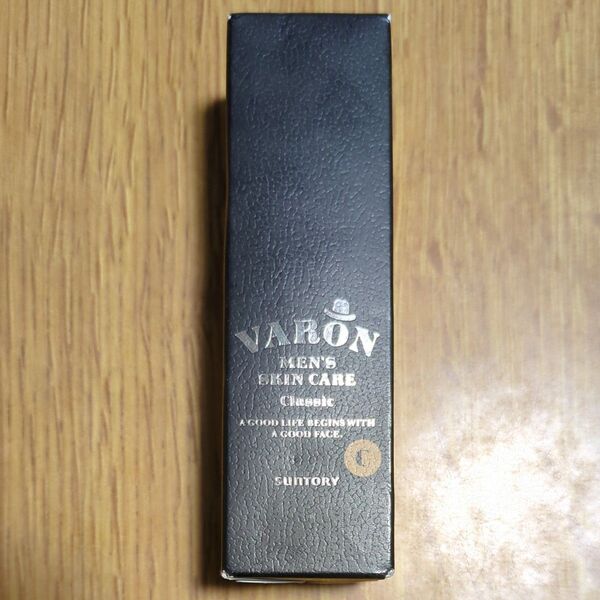 VARON
MEN'S
SKIN CARE
Classic
A GOOD LIFE BEGINS WITH
A GOOD FACE.
G
SUNTORY